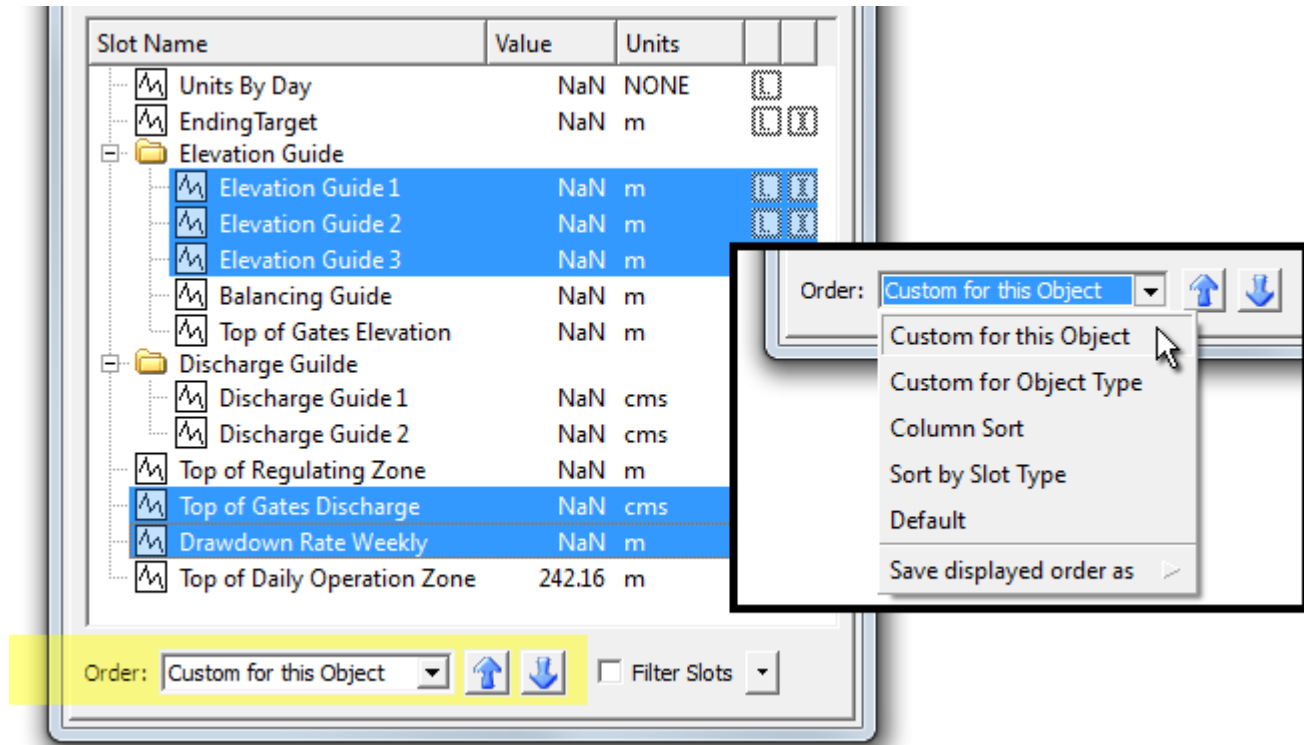 Slot Name Value Units
Units By Day NaN NONE L
EndingTarget NaN m L X
Elevation Guide
Elevation Guide 1 NaN m L X
Elevation Guide 2 NaN m L X
Elevation Guide 3 NaN m
Balancing Guide NaN m
Top of Gates Elevation NaN m
Discharge Guilde
Discharge Guide 1 NaN cms
Discharge Guide 2 NaN cms
Top of Regulating Zone NaN m
Top of Gates Discharge NaN cms
Drawdown Rate Weekly NaN m
Top of Daily Operation Zone 242.16 m
Order: Custom for this Object Filter Slots
Order: Custom for this Object
Custom for this Object
Custom for Object Type
Column Sort
Sort by Slot Type
Default
Save displayed order as